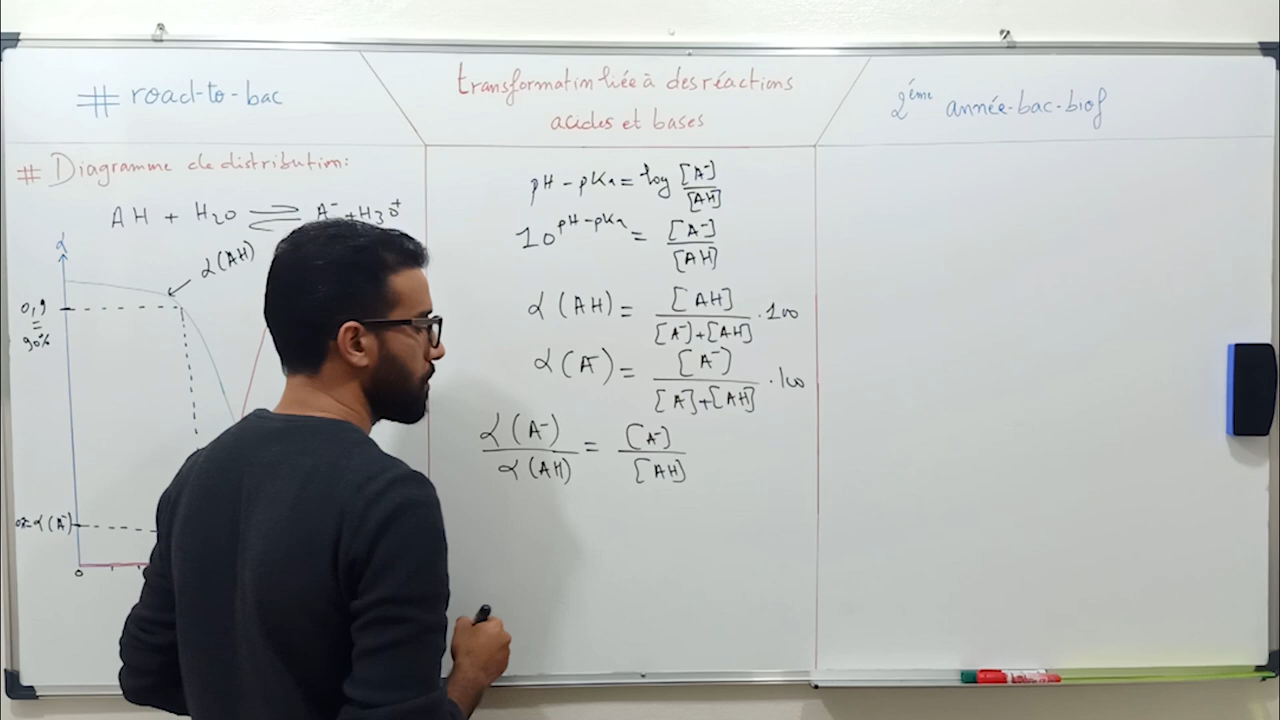 # road-to-bac
transformation liée à des réactions
acides et bases
2ème année-bac-biof
# Diagramme de distribution:
AH + H2O ⇌ A- + H3O+
α
α(AH)
0,9
=
90%
α(A-)
0
pH - pKa = log [A-]/[AH]
10^pH-pKa = [A-]/[AH]
α(AH) = [AH]/[A-]+[AH] .100
α(A-) = [A-]/[A-]+[AH] .100
α(A-)/α(AH) = [A-]/[AH]